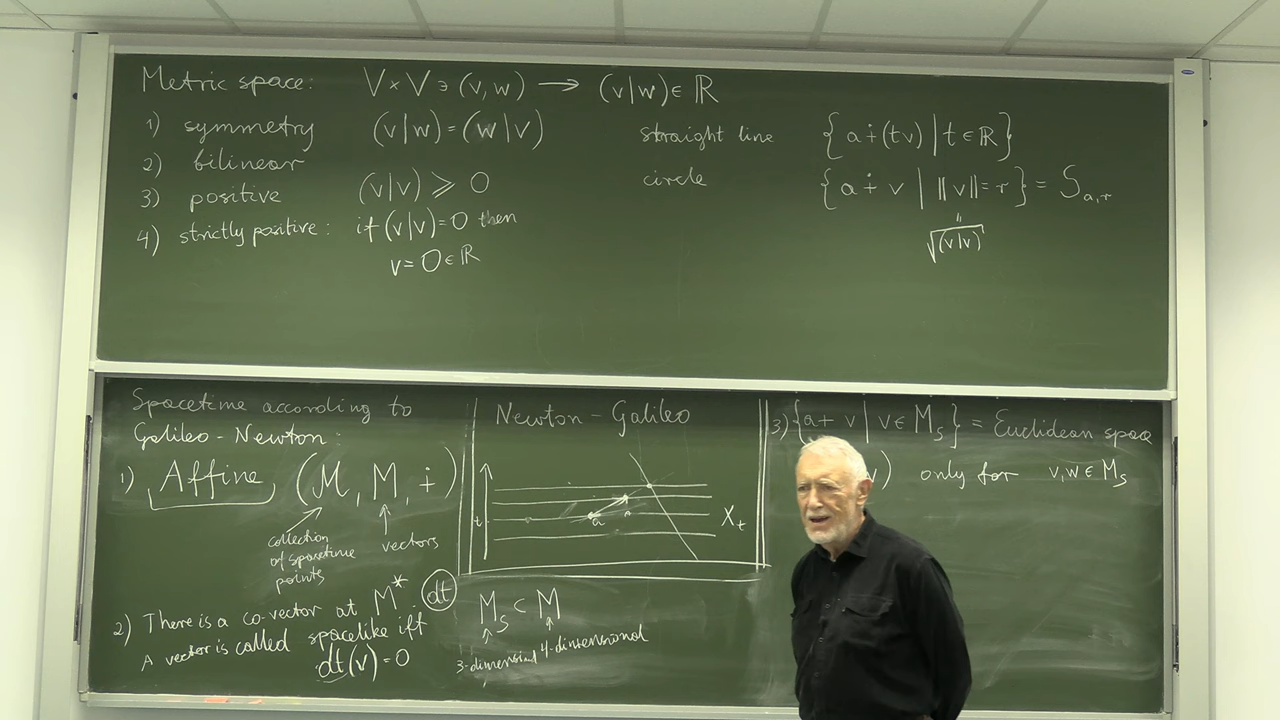 Metric space: V × V ∋ (v, w) → (v|w) ∈ ℝ
1) symmetry (v|w) = (w|v)
2) bilinear
3) positive (v|v) ⩾ 0
4) strictly positive: if (v|v) = 0 then
v = 0 ∈ ℝ
straight line { a ∔ (tv) | t ∈ ℝ }
circle { a ∔ v | ‖v‖ = r } = S_{a,r}
"
√(v|v)
Spacetime according to
Galileo - Newton:
1) Affine (M, M, ∔)
collection
of spacetime
points
vectors
2) There is a co-vector at M* dt
A vector is called spacelike iff
dt(v) = 0
Newton - Galileo
t
a
X_t
M_S ⊂ M
3-dimensional 4-dimensional
3) { a + v | v ∈ M_S } = Euclidean space
v) only for v, w ∈ M_S